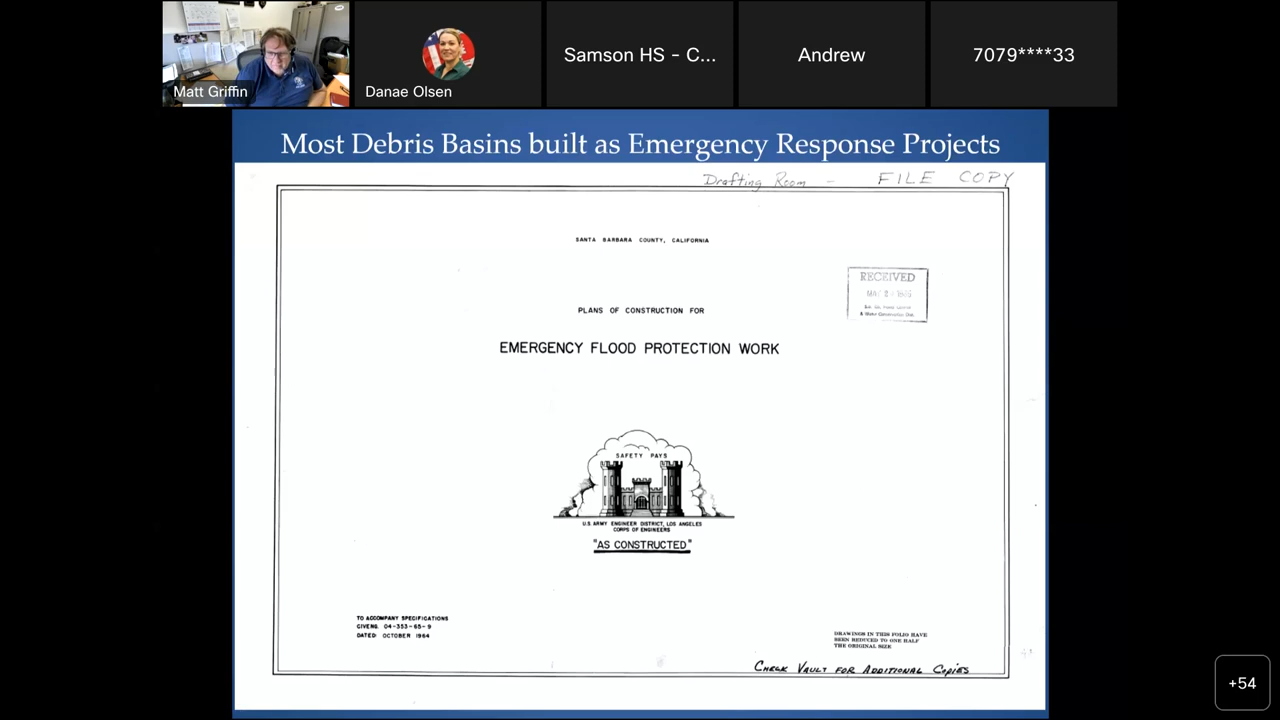 Matt Griffin
Danae Olsen
Samson HS - C...
Andrew
7079****33
Most Debris Basins built as Emergency Response Projects
Drafting Room - FILE COPY
SANTA BARBARA COUNTY, CALIFORNIA
RECEIVED
PLANS OF CONSTRUCTION FOR
EMERGENCY FLOOD PROTECTION WORK
SAFETY PAYS
U.S. ARMY ENGINEER DISTRICT, LOS ANGELES
CORPS OF ENGINEERS
"AS CONSTRUCTED"
TO ACCOMPANY SPECIFICATIONS
CIVENG. 04-353-65-9
DATED: OCTOBER 1964
DRAWINGS IN THIS FOLIO HAVE
BEEN REDUCED TO ONE HALF
THE ORIGINAL SIZE
CHECK VAULT FOR ADDITIONAL COPIES
+54